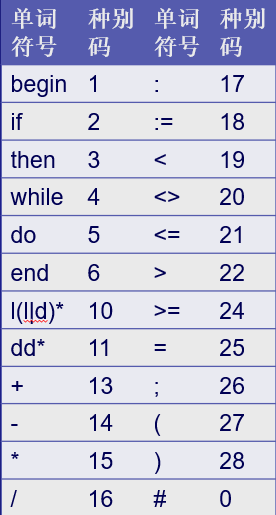 单词 种别 单词 种别
符号 码 符号 码
begin 1 : 17
if 2 := 18
then 3 < 19
while 4 <> 20
do 5 <= 21
end 6 > 22
l(l|d)* 10 >= 24
dd* 11 = 25
+ 13 ; 26
- 14 ( 27
* 15 ) 28
/ 16 # 0